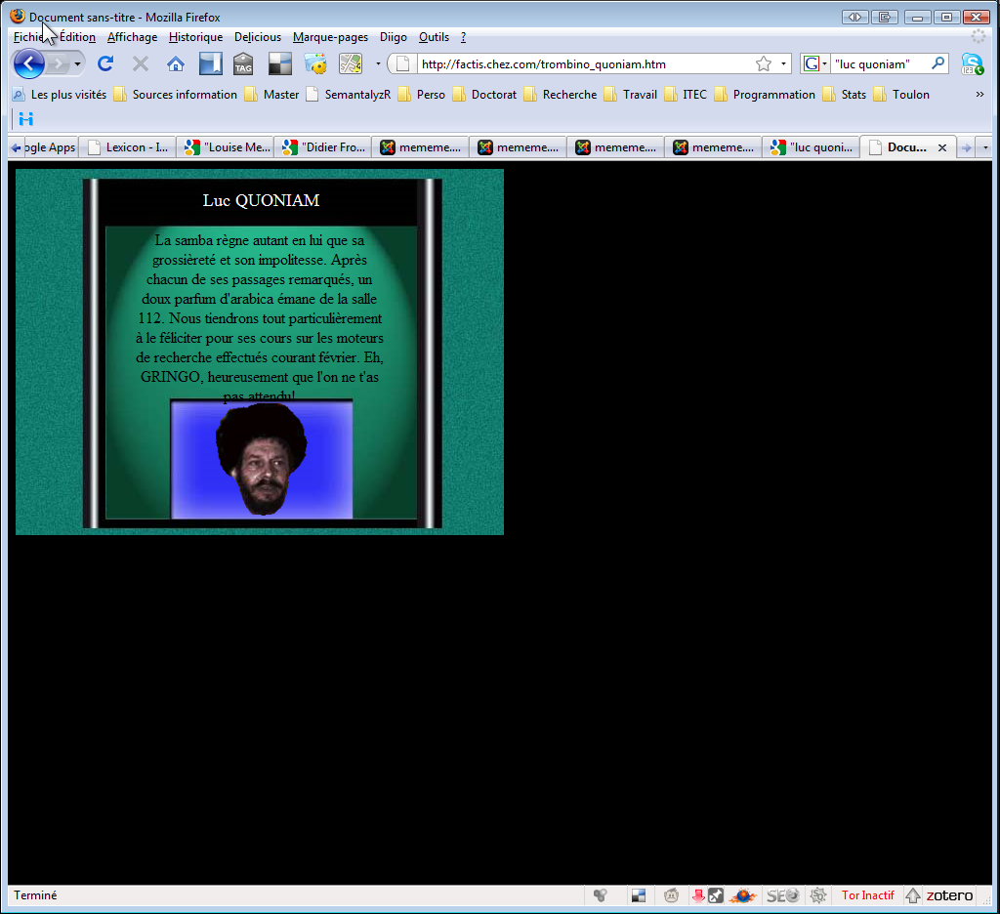 Document sans-titre - Mozilla Firefox
Fichier Édition Affichage Historique Delicious Marque-pages Diigo Outils ?
TAG http://factis.chez.com/trombino_quoniam.htm G "luc quoniam" 123
Les plus visités Sources information Master SemantalyzR Perso Doctorat Recherche Travail ITEC Programmation Stats Toulon »
ogle Apps Lexicon - I... "Louise Me... "Didier Fro... mememe.... mememe.... mememe.... mememe.... "luc quoni... Docu...
Luc QUONIAM
La samba règne autant en lui que sa
grossièreté et son impolitesse. Après
chacun de ses passages remarqués, un
doux parfum d'arabica émane de la salle
112. Nous tiendrons tout particulièrement
à le féliciter pour ses cours sur les moteurs
de recherche effectués courant février. Eh,
GRINGO, heureusement que l'on ne t'as
pas attendu!
Terminé SEO Tor Inactif zotero